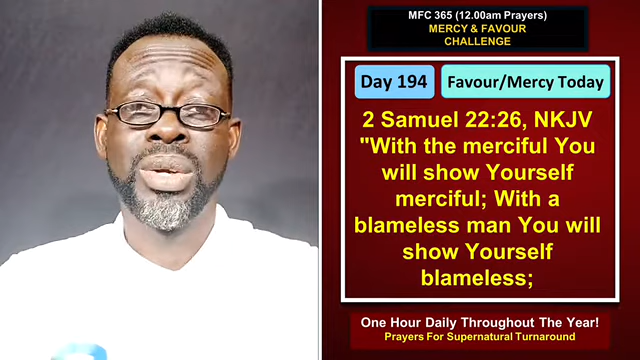 MFC 365 (12.00am Prayers)
MERCY & FAVOUR
CHALLENGE
Day 194
Favour/Mercy Today
2 Samuel 22:26, NKJV
"With the merciful You
will show Yourself
merciful; With a
blameless man You will
show Yourself
blameless;
One Hour Daily Throughout The Year!
Prayers For Supernatural Turnaround